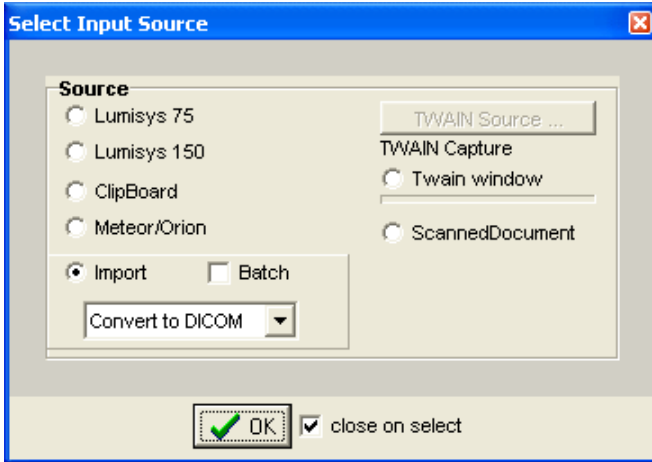 Select Input Source
Source
Lumisys 75
Lumisys 150
ClipBoard
Meteor/Orion
Import
Batch
Convert to DICOM
TWAIN Source ...
TWAIN Capture
Twain window
ScannedDocument
OK
close on select